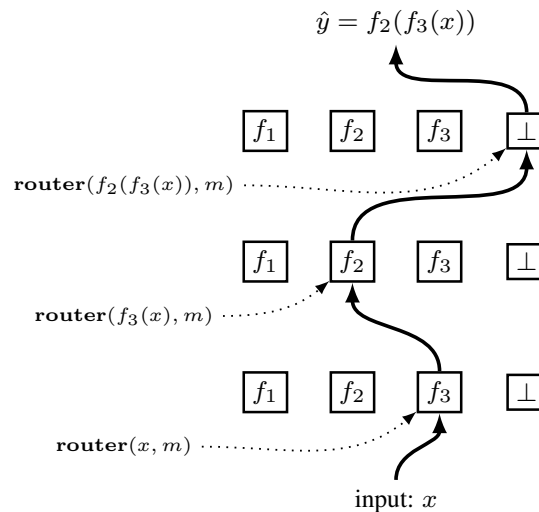 ŷ = f₂(f₃(x))
f₁ f₂ f₃ ⊥
router(f₂(f₃(x)), m)
f₁ f₂ f₃ ⊥
router(f₃(x), m)
f₁ f₂ f₃ ⊥
router(x, m)
input: x